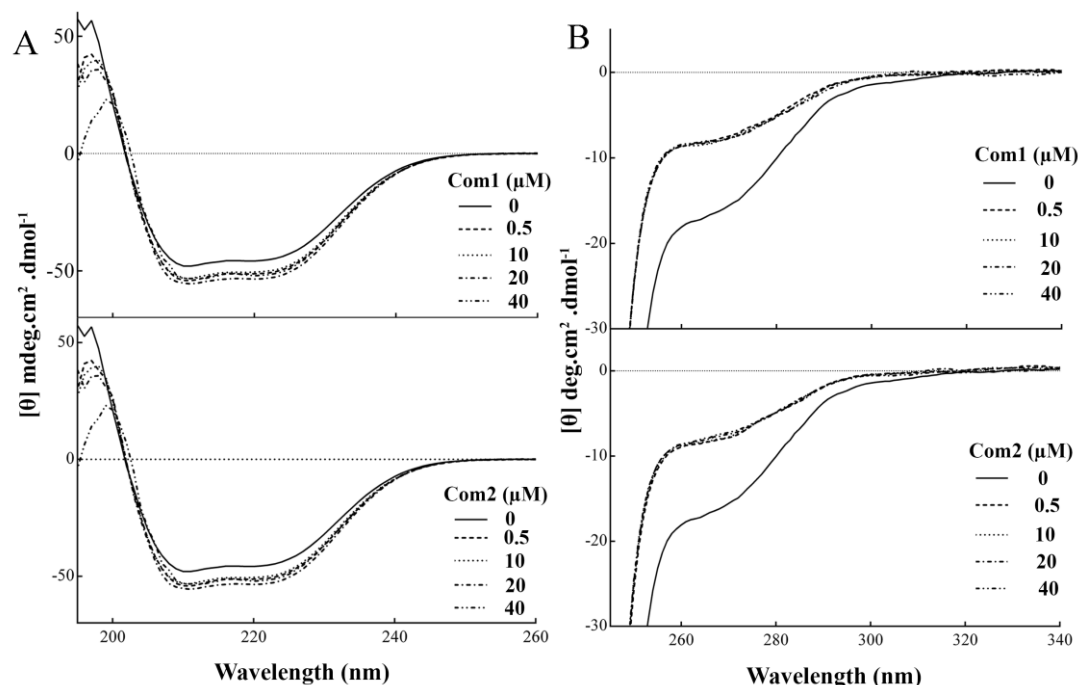 A
50
0
-50
Com1 (µM)
0
0.5
10
20
40
50
0
-50
Com2 (µM)
0
0.5
10
20
40
200 220 240 260
Wavelength (nm)
[θ] mdeg.cm² .dmol⁻¹
B
0
-10
-20
-30
Com1 (µM)
0
0.5
10
20
40
0
-10
-20
-30
Com2 (µM)
0
0.5
10
20
40
260 280 300 320 340
Wavelength (nm)
[θ] deg.cm² .dmol⁻¹